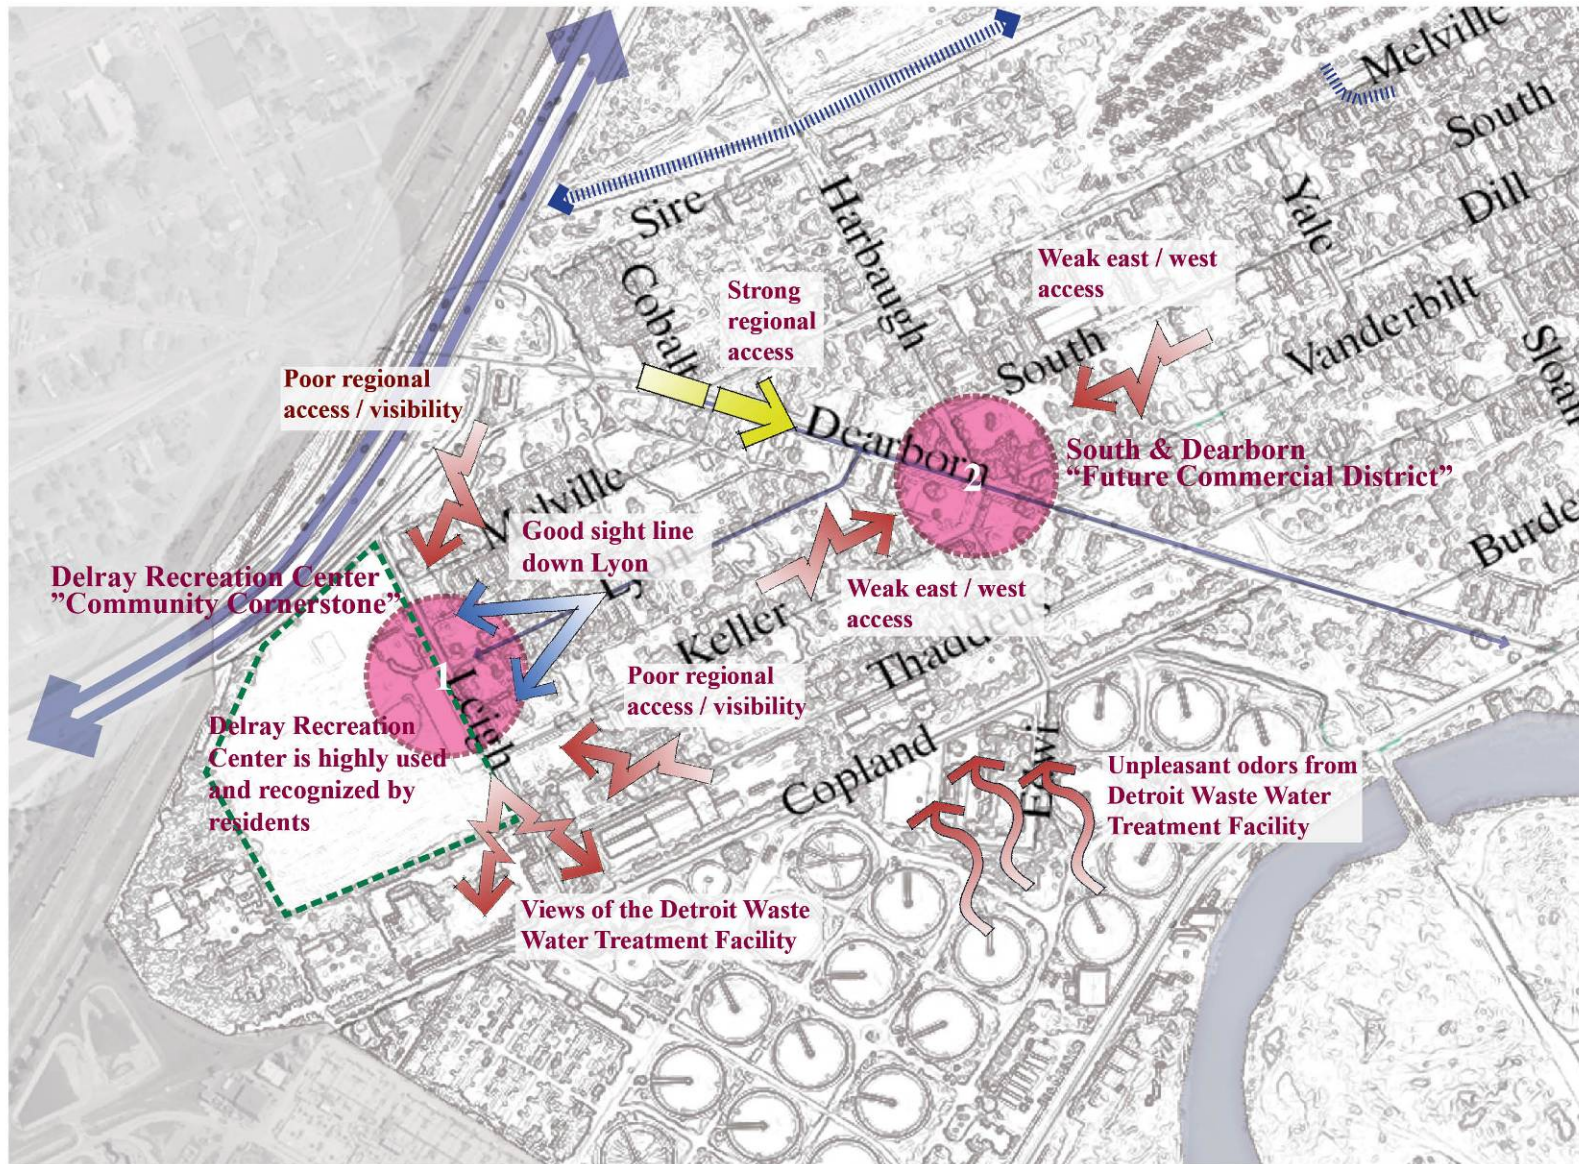 Melville
South
Dill
Yale
Sire
Harbaugh
Cobalt
Weak east / west
access
Strong
regional
access
Vanderbilt
South
Poor regional
access / visibility
Dearborn
2
South & Dearborn
“Future Commercial District”
Melville
Good sight line
down Lyon
Delray Recreation Center
”Community Cornerstone”
Weak east / west
access
Keller
1
Leigh
Poor regional
access / visibility
Delray Recreation
Center is highly used
and recognized by
residents
Copland
Unpleasant odors from
Detroit Waste Water
Treatment Facility
Views of the Detroit Waste
Water Treatment Facility